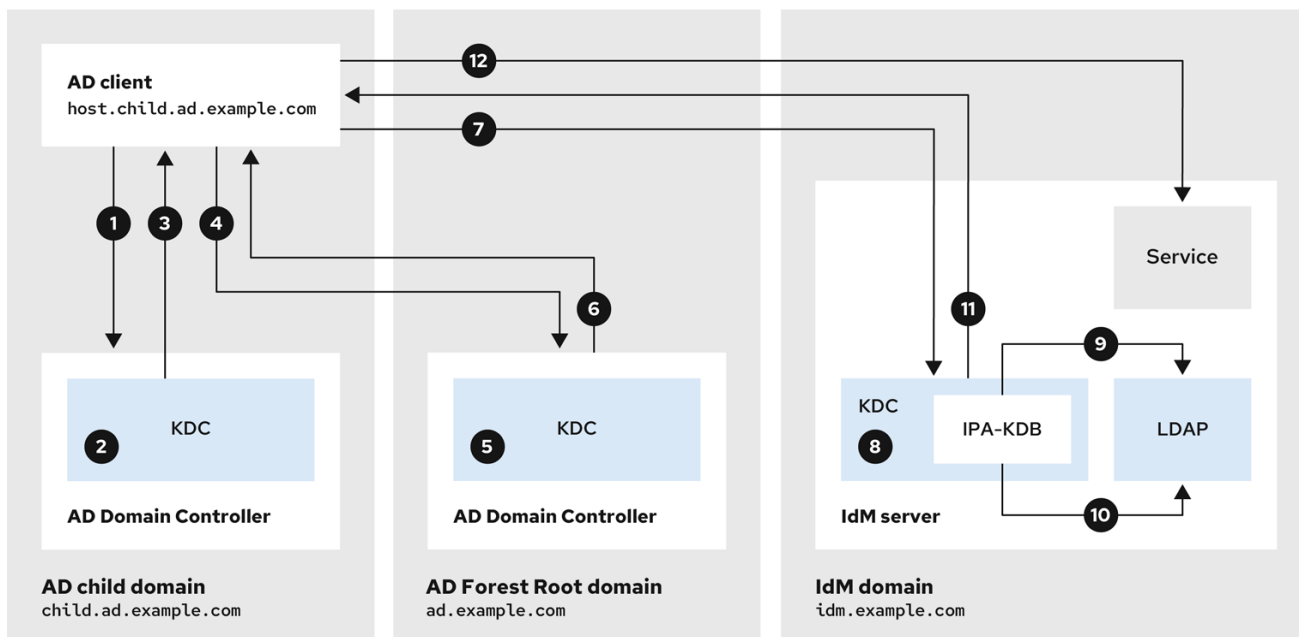 AD client
host.child.ad.example.com
12
7
1
3
4
6
11
Service
9
KDC
2
AD Domain Controller
KDC
5
AD Domain Controller
KDC
8
IPA-KDB
LDAP
10
IdM server
AD child domain
child.ad.example.com
AD Forest Root domain
ad.example.com
IdM domain
idm.example.com